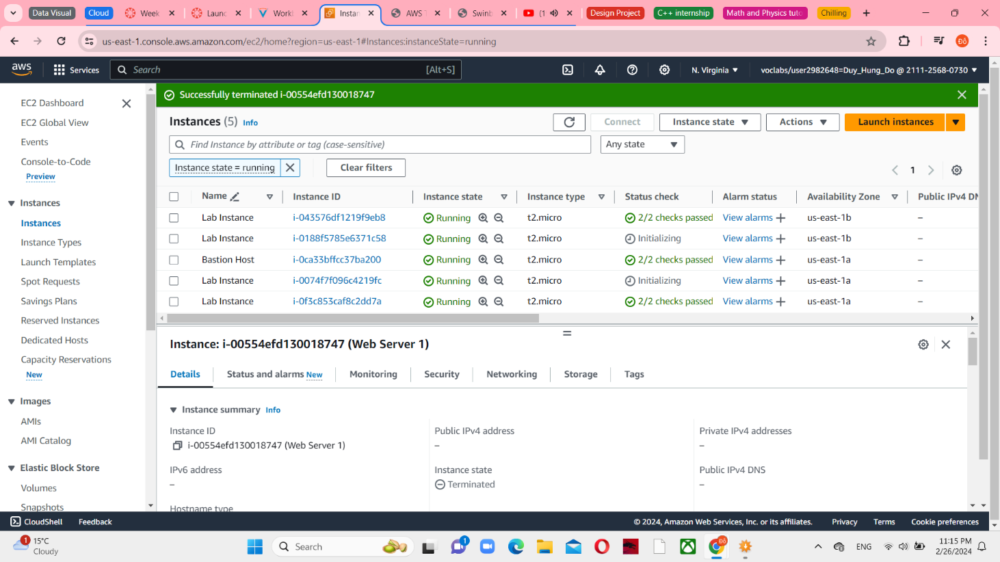 Data Visual
Cloud
Week
Launc
Workl
Instan
AWS T
Swinb
(1
Design Project
C++ internship
Math and Physics tuto
Chilling
us-east-1.console.aws.amazon.com/ec2/home?region=us-east-1#Instances:instanceState=running
Đô
aws
Services
Search
[Alt+S]
N. Virginia
voclabs/user2982648=Duy_Hung_Do @ 2111-2568-0730
EC2 Dashboard
EC2 Global View
Events
Console-to-Code
Preview
Instances
Instances
Instance Types
Launch Templates
Spot Requests
Savings Plans
Reserved Instances
Dedicated Hosts
Capacity Reservations
New
Images
AMIs
AMI Catalog
Elastic Block Store
Volumes
Snapshots
Successfully terminated i-00554efd130018747
Instances (5) Info
Connect
Instance state
Actions
Launch instances
Find Instance by attribute or tag (case-sensitive)
Any state
Instance state = running
Clear filters
1
Name Instance ID Instance state Instance type Status check Alarm status Availability Zone Public IPv4 DN
Lab Instance i-043576df1219f9eb8 Running t2.micro 2/2 checks passed View alarms + us-east-1b –
Lab Instance i-0188f5785e6371c58 Running t2.micro Initializing View alarms + us-east-1b –
Bastion Host i-0ca33bffcc37ba200 Running t2.micro 2/2 checks passed View alarms + us-east-1a –
Lab Instance i-0074f7f096c4219fc Running t2.micro Initializing View alarms + us-east-1a –
Lab Instance i-0f3c853caf8c2dd7a Running t2.micro 2/2 checks passed View alarms + us-east-1a –
Instance: i-00554efd130018747 (Web Server 1)
Details
Status and alarms New
Monitoring
Security
Networking
Storage
Tags
Instance summary Info
Instance ID
i-00554efd130018747 (Web Server 1)
Public IPv4 address
–
Private IPv4 addresses
–
IPv6 address
–
Instance state
Terminated
Public IPv4 DNS
–
Hostname type
CloudShell
Feedback
© 2024, Amazon Web Services, Inc. or its affiliates.
Privacy
Terms
Cookie preferences
1
15°C
Cloudy
Search
1
Đô
ENG
11:15 PM
2/26/2024